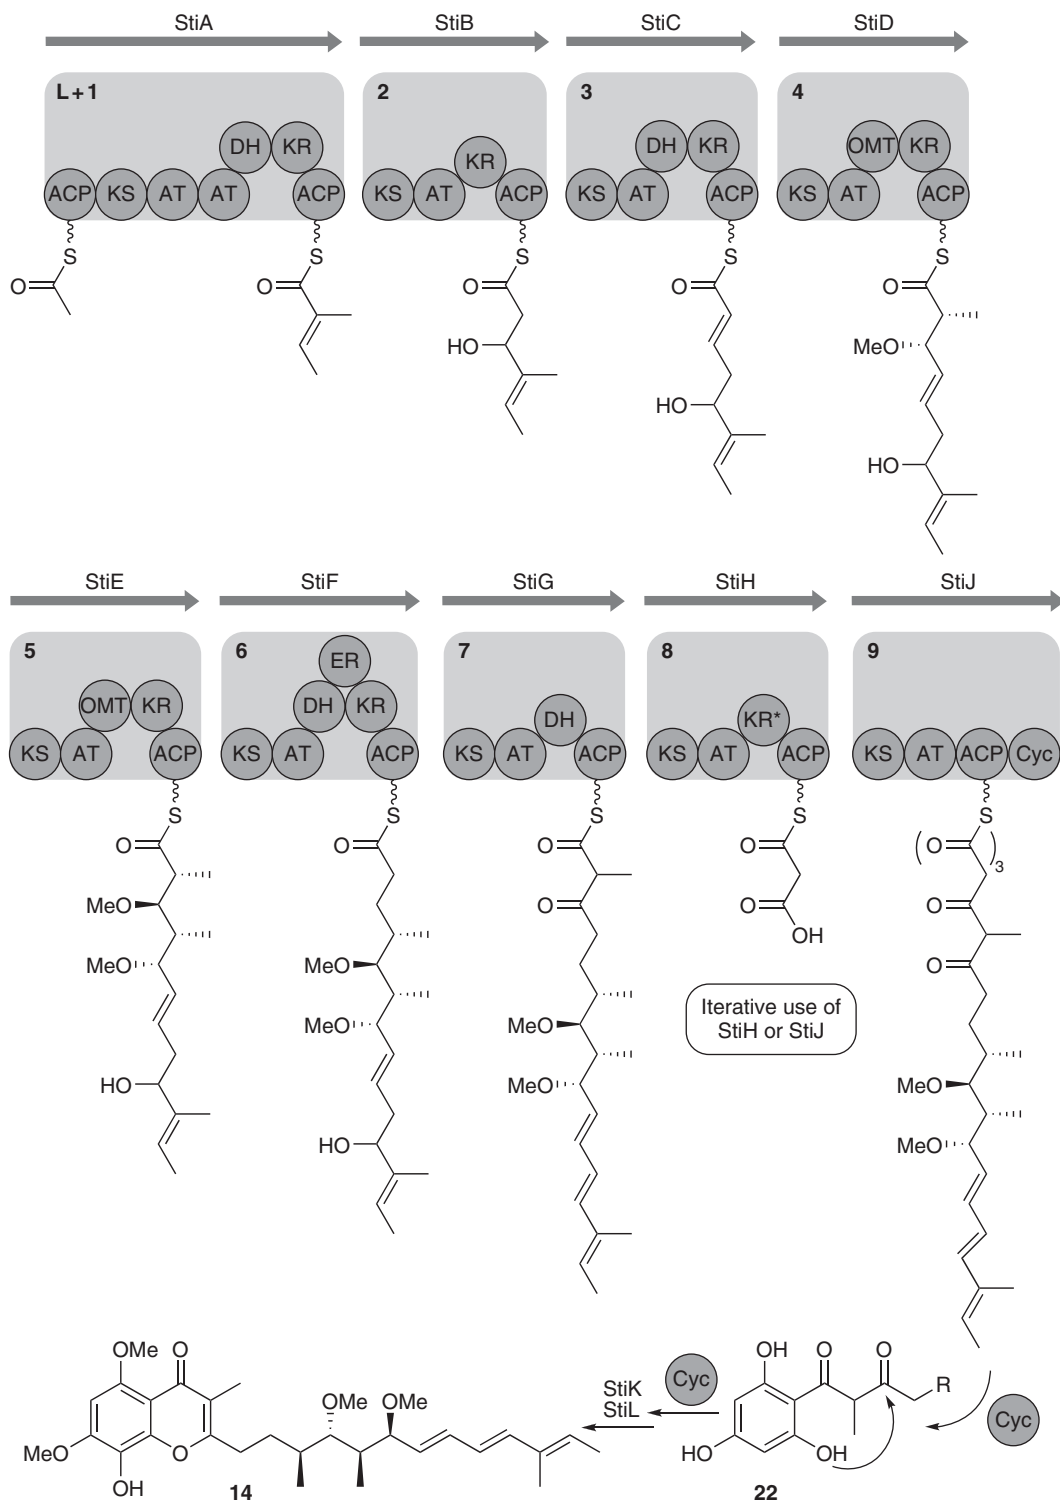 StiA StiB StiC StiD
L + 1 2 3 4
DH KR KR DH KR OMT KR
ACP KS AT AT ACP KS AT ACP KS AT ACP KS AT ACP
S S S S S
O O O O O
HO MeO
HO
HO
StiE StiF StiG StiH StiJ
5 6 7 8 9
ER
OMT KR DH KR DH KR*
KS AT ACP KS AT ACP KS AT ACP KS AT ACP KS AT ACP Cyc
S S S S S
O O O O ( O ) 3
MeO O O O
OH
MeO MeO O
MeO MeO Iterative use of
StiH or StiJ
MeO
HO MeO
HO MeO
OMe O OH O O
Cyc
StiK
StiL
OMe OMe R
Cyc
MeO O HO OH
OH
14 22